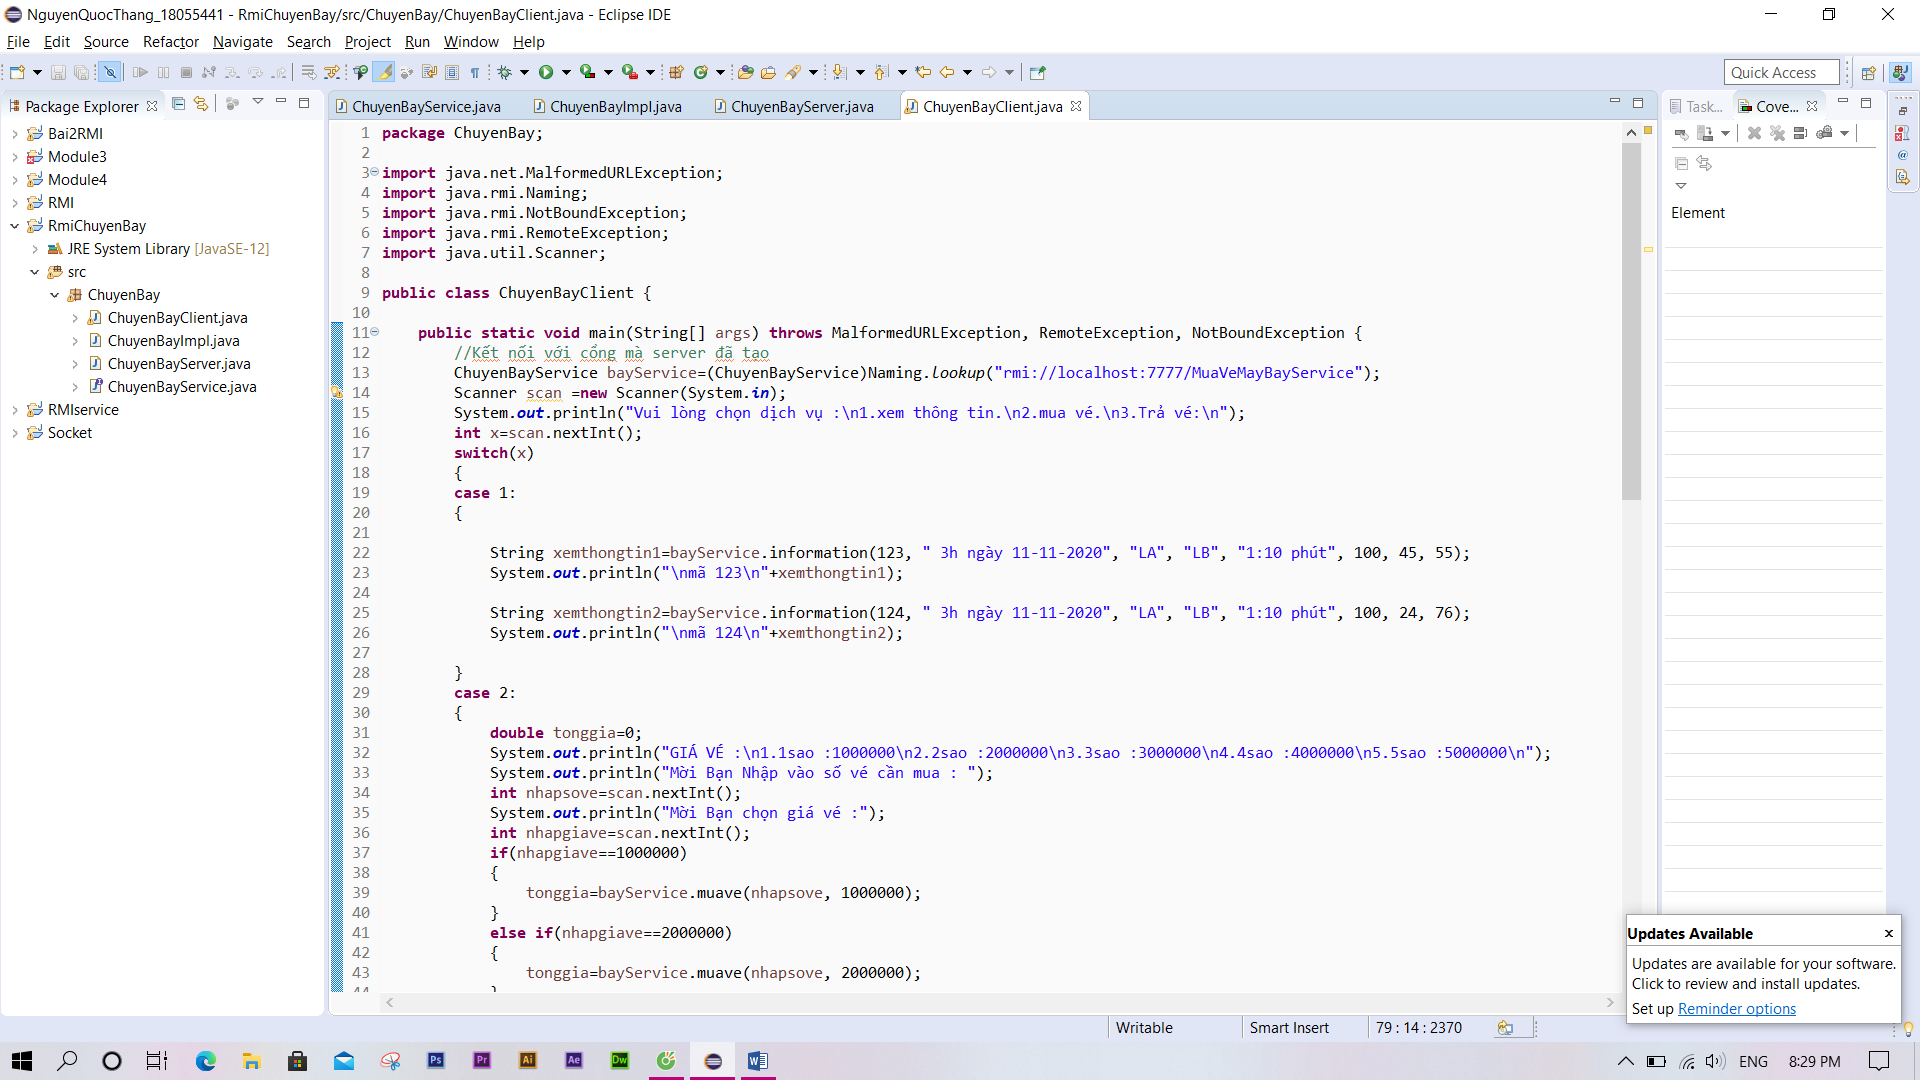 NguyenQuocThang_18055441 - RmiChuyenBay/src/ChuyenBay/ChuyenBayClient.java - Eclipse IDE
File Edit Source Refactor Navigate Search Project Run Window Help
Quick Access
Package Explorer
Bai2RMI
Module3
Module4
RMI
RmiChuyenBay
JRE System Library [JavaSE-12]
src
ChuyenBay
ChuyenBayClient.java
ChuyenBayImpl.java
ChuyenBayServer.java
ChuyenBayService.java
RMIservice
Socket
ChuyenBayService.java ChuyenBayImpl.java ChuyenBayServer.java ChuyenBayClient.java
1 package ChuyenBay;
2
3 import java.net.MalformedURLException;
4 import java.rmi.Naming;
5 import java.rmi.NotBoundException;
6 import java.rmi.RemoteException;
7 import java.util.Scanner;
8
9 public class ChuyenBayClient {
10
11 public static void main(String[] args) throws MalformedURLException, RemoteException, NotBoundException {
12 //Kết nối với cổng mà server đã tạo
13 ChuyenBayService bayService=(ChuyenBayService)Naming.lookup("rmi://localhost:7777/MuaVeMayBayService");
14 Scanner scan =new Scanner(System.in);
15 System.out.println("Vui lòng chọn dịch vụ :\n1.xem thông tin.\n2.mua vé.\n3.Trả vé:\n");
16 int x=scan.nextInt();
17 switch(x)
18 {
19 case 1:
20 {
21
22 String xemthongtin1=bayService.information(123, " 3h ngày 11-11-2020", "LA", "LB", "1:10 phút", 100, 45, 55);
23 System.out.println("\nmã 123\n"+xemthongtin1);
24
25 String xemthongtin2=bayService.information(124, " 3h ngày 11-11-2020", "LA", "LB", "1:10 phút", 100, 24, 76);
26 System.out.println("\nmã 124\n"+xemthongtin2);
27
28 }
29 case 2:
30 {
31 double tonggia=0;
32 System.out.println("GIÁ VÉ :\n1.1sao :1000000\n2.2sao :2000000\n3.3sao :3000000\n4.4sao :4000000\n5.5sao :5000000\n");
33 System.out.println("Mời Bạn Nhập vào số vé cần mua : ");
34 int nhapsove=scan.nextInt();
35 System.out.println("Mời Bạn chọn giá vé :");
36 int nhapgiave=scan.nextInt();
37 if(nhapgiave==1000000)
38 {
39 tonggia=bayService.muave(nhapsove, 1000000);
40 }
41 else if(nhapgiave==2000000)
42 {
43 tonggia=bayService.muave(nhapsove, 2000000);
Task... Cove...
Element
Updates Available
Updates are available for your software.
Click to review and install updates.
Set up Reminder options
Writable Smart Insert 79 : 14 : 2370
Ps Pr Ai Ae Dw
ENG 8:29 PM